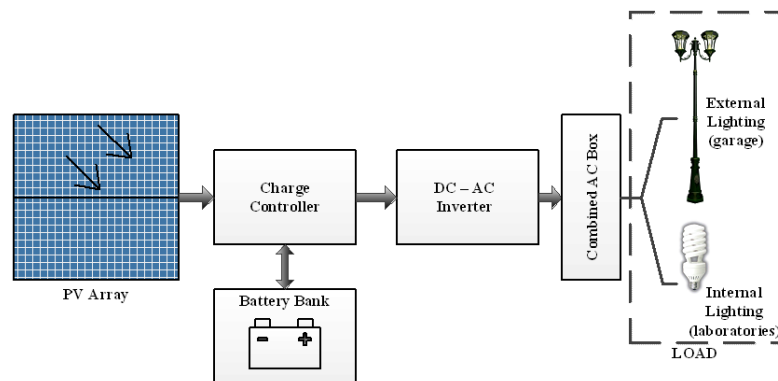 PV Array
Charge
Controller
Battery Bank
- +
DC – AC
Inverter
Combined AC Box
External
Lighting
(garage)
Internal
Lighting
(laboratories)
LOAD